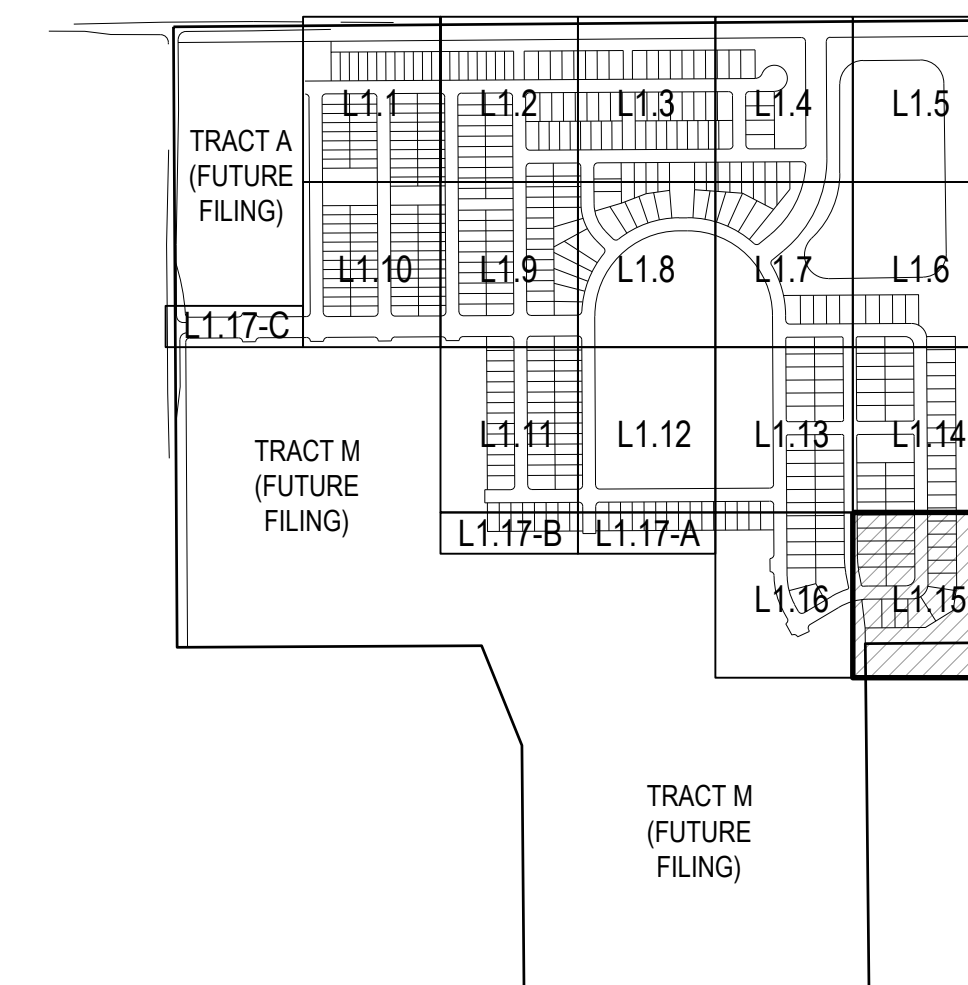 L1.1
L1.2
L1.3
L1.4
L1.5
TRACT A
(FUTURE
FILING)
L1.10
L1.9
L1.8
L1.7
L1.6
L1.17-C
L1.11
L1.12
L1.13
L1.14
TRACT M
(FUTURE
FILING)
L1.17-B
L1.17-A
L1.16
L1.15
TRACT M
(FUTURE
FILING)